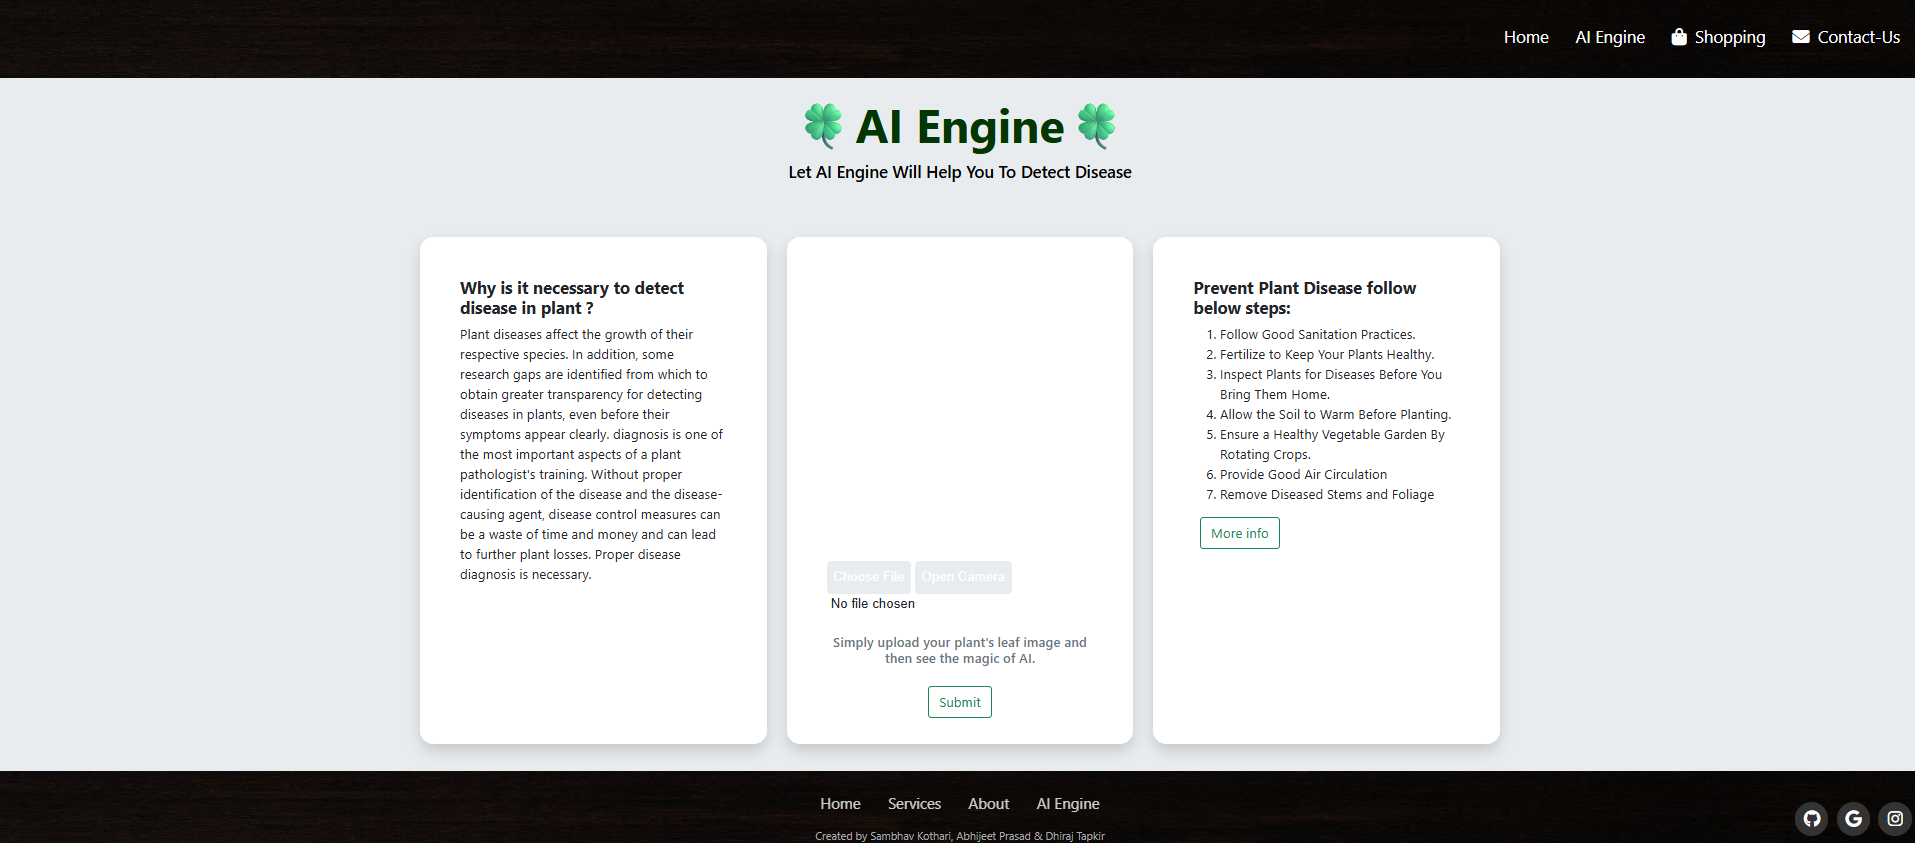 Home AI Engine Shopping Contact-Us
AI Engine
Let AI Engine Will Help You To Detect Disease
Why is it necessary to detect
disease in plant ?
Plant diseases affect the growth of their
respective species. In addition, some
research gaps are identified from which to
obtain greater transparency for detecting
diseases in plants, even before their
symptoms appear clearly. diagnosis is one of
the most important aspects of a plant
pathologist's training. Without proper
identification of the disease and the disease-
causing agent, disease control measures can
be a waste of time and money and can lead
to further plant losses. Proper disease
diagnosis is necessary.
Choose File Open Camera
No file chosen
Simply upload your plant's leaf image and
then see the magic of AI.
Submit
Prevent Plant Disease follow
below steps:
1. Follow Good Sanitation Practices.
2. Fertilize to Keep Your Plants Healthy.
3. Inspect Plants for Diseases Before You
Bring Them Home.
4. Allow the Soil to Warm Before Planting.
5. Ensure a Healthy Vegetable Garden By
Rotating Crops.
6. Provide Good Air Circulation
7. Remove Diseased Stems and Foliage
More info
Home Services About AI Engine
Created by Sambhav Kothari, Abhijeet Prasad & Dhiraj Tapkir